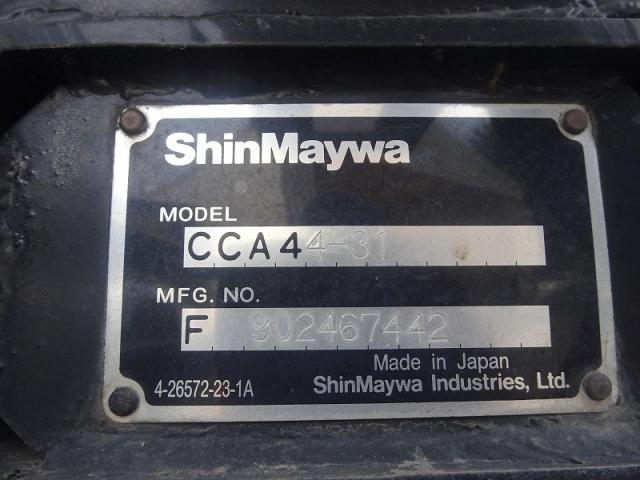 ShinMaywa
MODEL
CCA44-31
MFG. NO.
F 902467442
Made in Japan
4-26572-23-1A
ShinMaywa Industries, Ltd.